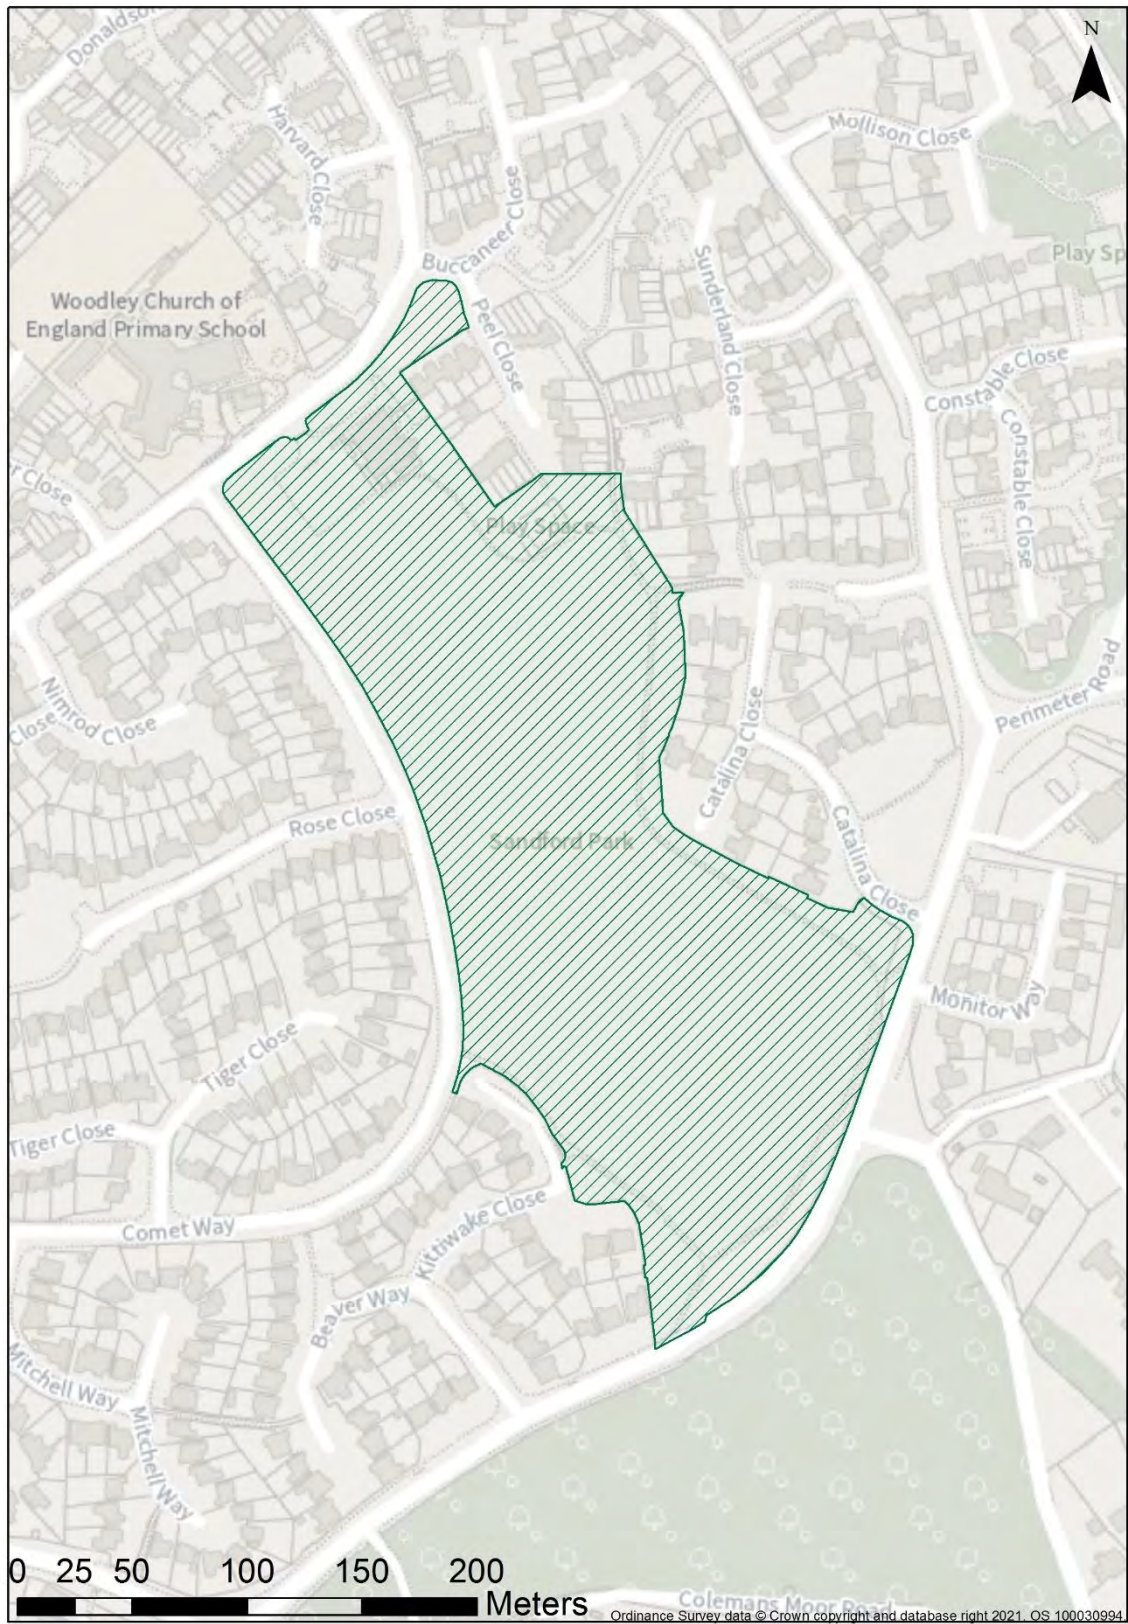 N
Donaldson
Harvard Close
Mollison Close
Buccaneer Close
Play Sp
Woodley Church of
England Primary School
Sunderland Close
Peel Close
Constable Close
Constable Close
r Close
Play Space
Perimeter Road
Nimrod Close
Close
Catalina Close
Rose Close
Sandford Park
Catalina Close
Monitor Way
Tiger Close
Tiger Close
Comet Way
Kittiwake Close
Beaver Way
Mitchell Way
Mitchell Way
0 25 50 100 150 200
Meters
Colemans Moor Road
Ordinance Survey data © Crown copyright and database right 2021. OS 100030994